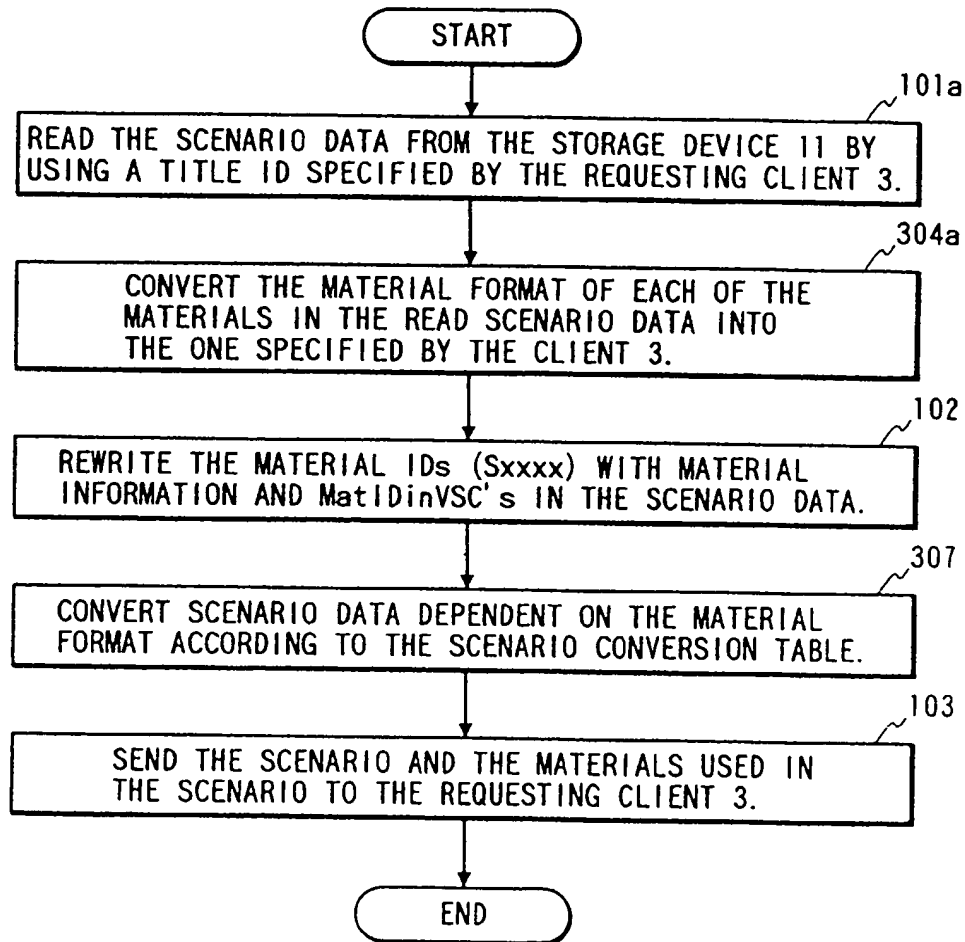 START
101a
READ THE SCENARIO DATA FROM THE STORAGE DEVICE 11 BY
USING A TITLE ID SPECIFIED BY THE REQUESTING CLIENT 3.
304a
CONVERT THE MATERIAL FORMAT OF EACH OF THE
MATERIALS IN THE READ SCENARIO DATA INTO
THE ONE SPECIFIED BY THE CLIENT 3.
102
REWRITE THE MATERIAL IDs (Sxxxx) WITH MATERIAL
INFORMATION AND MatIDinVSC's IN THE SCENARIO DATA.
307
CONVERT SCENARIO DATA DEPENDENT ON THE MATERIAL
FORMAT ACCORDING TO THE SCENARIO CONVERSION TABLE.
103
SEND THE SCENARIO AND THE MATERIALS USED IN
THE SCENARIO TO THE REQUESTING CLIENT 3.
END